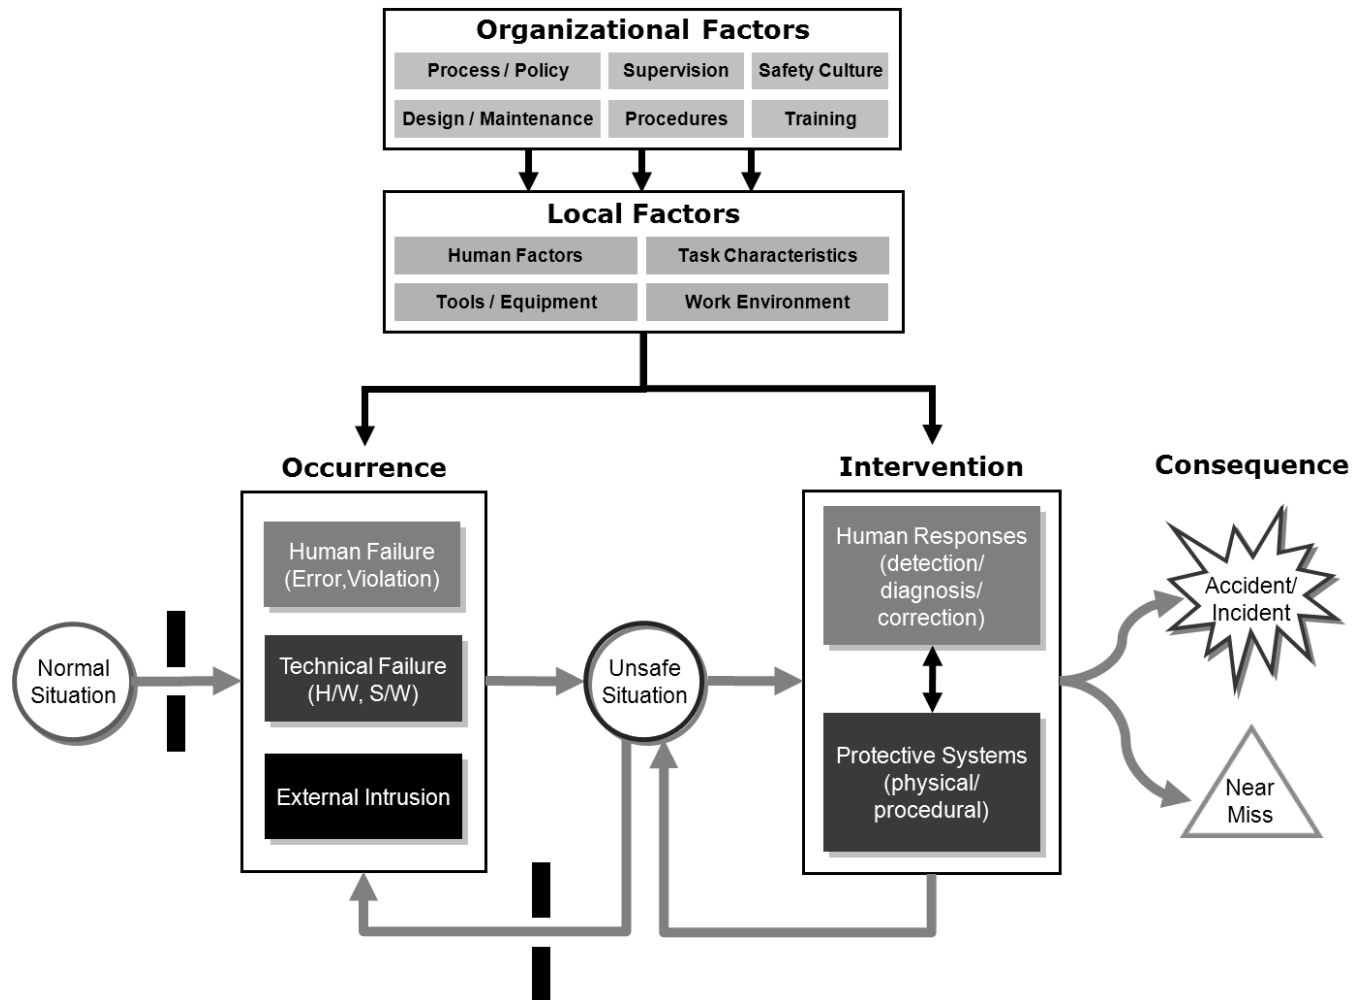 Organizational Factors
Process / Policy
Supervision
Safety Culture
Design / Maintenance
Procedures
Training
Local Factors
Human Factors
Task Characteristics
Tools / Equipment
Work Environment
Occurrence
Human Failure
(Error,Violation)
Technical Failure
(H/W, S/W)
External Intrusion
Normal
Situation
Unsafe
Situation
Intervention
Human Responses
(detection/
diagnosis/
correction)
Protective Systems
(physical/
procedural)
Consequence
Accident/
Incident
Near
Miss